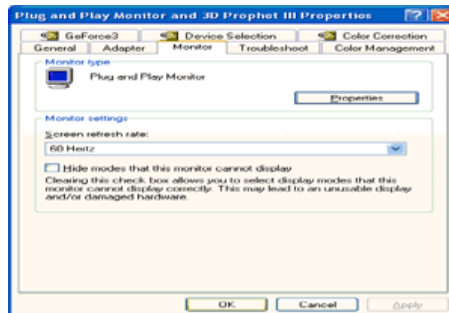 Plug and Play Monitor and 3D Prophet III Properties
GeForce3 Device Selection Color Correction
General Adapter Monitor Troubleshoot Color Management
Monitor type
Plug and Play Monitor
Properties
Monitor settings
Screen refresh rate:
60 Hertz
Hide modes that this monitor cannot display
Clearing this check box allows you to select display modes that this
monitor cannot display correctly. This may lead to an unusable display
and/or damaged hardware.
OK Cancel Apply